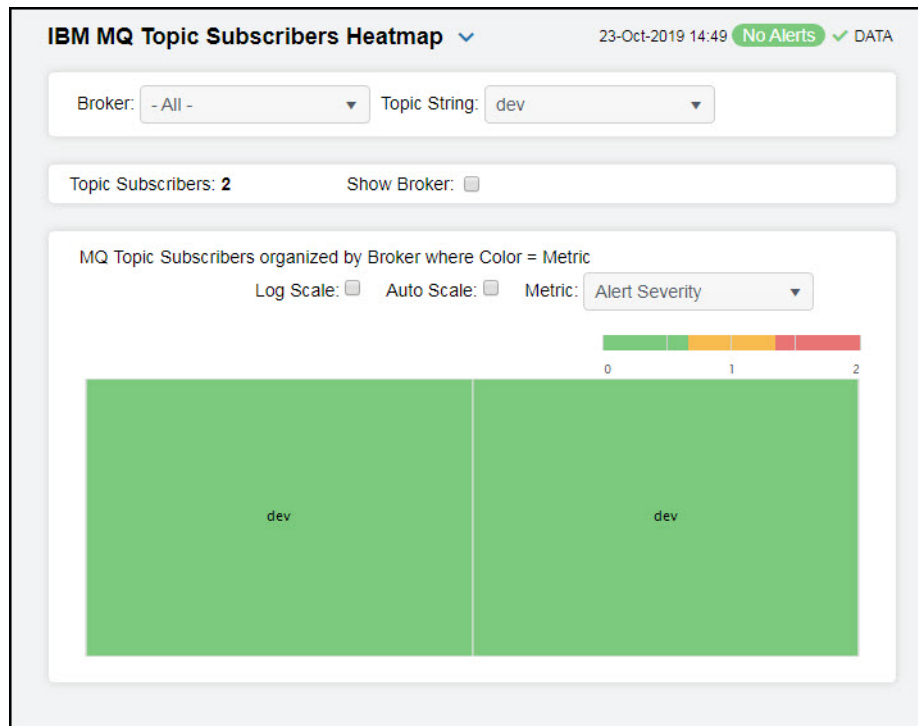 IBM MQ Topic Subscribers Heatmap 23-Oct-2019 14:49 No Alerts DATA
Broker: - All - Topic String: dev
Topic Subscribers: 2 Show Broker:
MQ Topic Subscribers organized by Broker where Color = Metric
Log Scale: Auto Scale: Metric: Alert Severity
0 1 2
dev dev